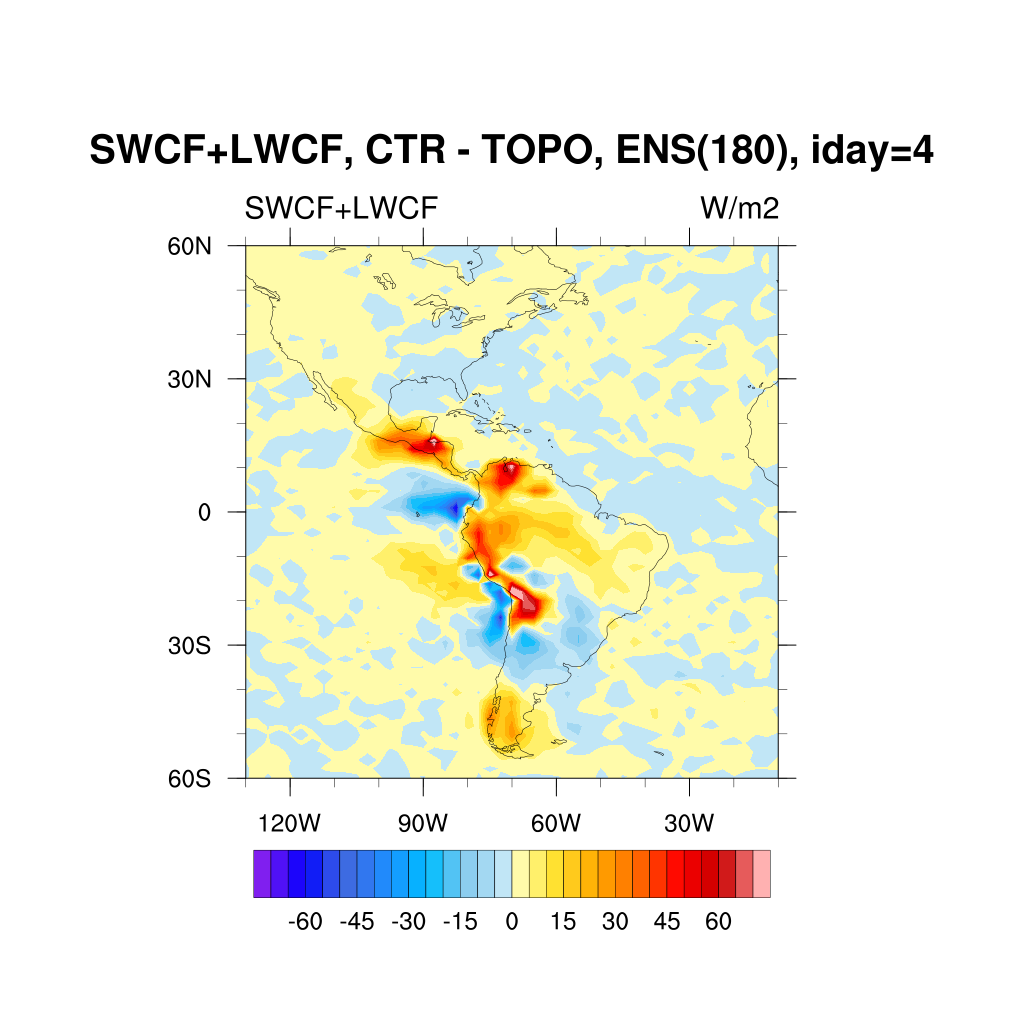 SWCF+LWCF, CTR - TOPO, ENS(180), iday=4
SWCF+LWCF W/m2
60N
30N
0
30S
60S
120W 90W 60W 30W
-60 -45 -30 -15 0 15 30 45 60